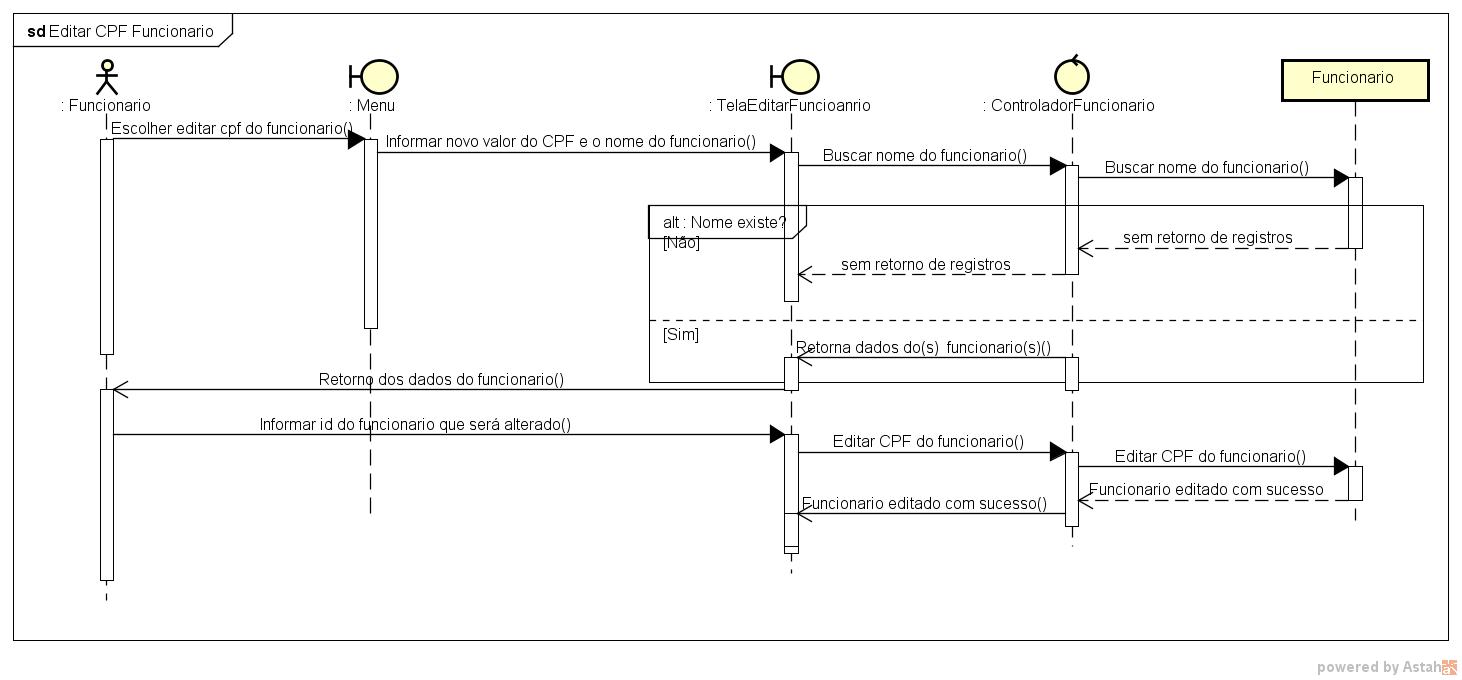 sd Editar CPF Funcionario
: Funcionario
: Menu
: TelaEditarFuncioanrio
: ControladorFuncionario
Funcionario
Escolher editar cpf do funcionario()
Informar novo valor do CPF e o nome do funcionario()
Buscar nome do funcionario()
Buscar nome do funcionario()
alt : Nome existe?
[Não]
sem retorno de registros
sem retorno de registros
[Sim]
Retorna dados do(s) funcionario(s)()
Retorno dos dados do funcionario()
Informar id do funcionario que será alterado()
Editar CPF do funcionario()
Editar CPF do funcionario()
Funcionario editado com sucesso
Funcionario editado com sucesso()
powered by Astah